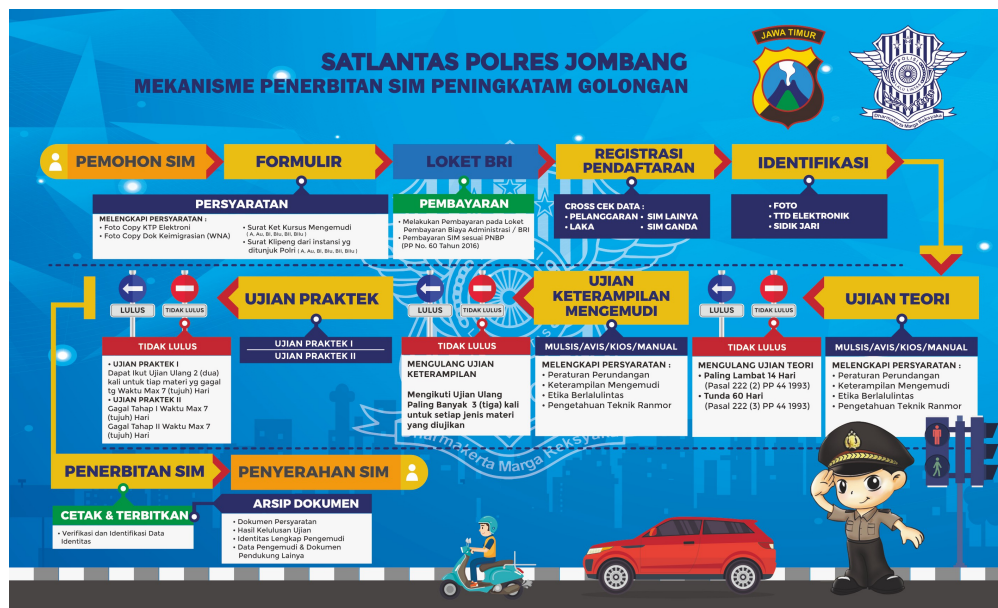 JAWA TIMUR
SATLANTAS POLRES JOMBANG
MEKANISME PENERBITAN SIM PENINGKATAM GOLONGAN
POLISI
LALU LINTAS
Dharmakerta Marga Reksyaka
PEMOHON SIM
FORMULIR
LOKET BRI
REGISTRASI
PENDAFTARAN
IDENTIFIKASI
PERSYARATAN
MELENGKAPI PERSYARATAN :
• Foto Copy KTP Elektroni
• Foto Copy Dok Keimigrasian (WNA)
• Surat Ket Kursus Mengemudi
( A, Au, BI, BIu, BII, BIIu )
• Surat Klipeng dari instansi yg
ditunjuk Polri ( A, Au, BI, BIu, BII, BIIu )
PEMBAYARAN
• Melakukan Pembayaran pada Loket
Pembayaran Biaya Administrasi / BRI
• Pembayaran SIM sesuai PNBP
(PP No. 60 Tahun 2016)
CROSS CEK DATA :
• PELANGGARAN • SIM LAINYA
• LAKA • SIM GANDA
• FOTO
• TTD ELEKTRONIK
• SIDIK JARI
LULUS
TIDAK LULUS
UJIAN PRAKTEK
LULUS
TIDAK LULUS
UJIAN
KETERAMPILAN
MENGEMUDI
LULUS
TIDAK LULUS
UJIAN TEORI
TIDAK LULUS
• UJIAN PRAKTEK I
Dapat Ikut Ujian Ulang 2 (dua)
kali untuk tiap materi yg gagal
tg Waktu Max 7 (tujuh) Hari
• UJIAN PRAKTEK II
Gagal Tahap I Waktu Max 7
(tujuh) Hari
Gagal Tahap II Waktu Max 7
(tujuh) Hari
UJIAN PRAKTEK I
UJIAN PRAKTEK II
TIDAK LULUS
MENGULANG UJIAN
KETERAMPILAN
Mengikuti Ujian Ulang
Paling Banyak 3 (tiga) kali
untuk setiap jenis materi
yang diujikan
MULSIS/AVIS/KIOS/MANUAL
MELENGKAPI PERSYARATAN :
• Peraturan Perundangan
• Keterampilan Mengemudi
• Etika Berlalulintas
• Pengetahuan Teknik Ranmor
TIDAK LULUS
MENGULANG UJIAN TEORI
• Paling Lambat 14 Hari
(Pasal 222 (2) PP 44 1993)
• Tunda 60 Hari
(Pasal 222 (3) PP 44 1993)
MULSIS/AVIS/KIOS/MANUAL
MELENGKAPI PERSYARATAN :
• Peraturan Perundangan
• Keterampilan Mengemudi
• Etika Berlalulintas
• Pengetahuan Teknik Ranmor
Dharmakerta Marga Reksyaka
PENERBITAN SIM
PENYERAHAN SIM
CETAK & TERBITKAN
• Verifikasi dan Identifikasi Data
Identitas
ARSIP DOKUMEN
• Dokumen Persyaratan
• Hasil Kelulusan Ujian
• Identitas Lengkap Pengemudi
• Data Pengemudi & Dokumen
Pendukung Lainya